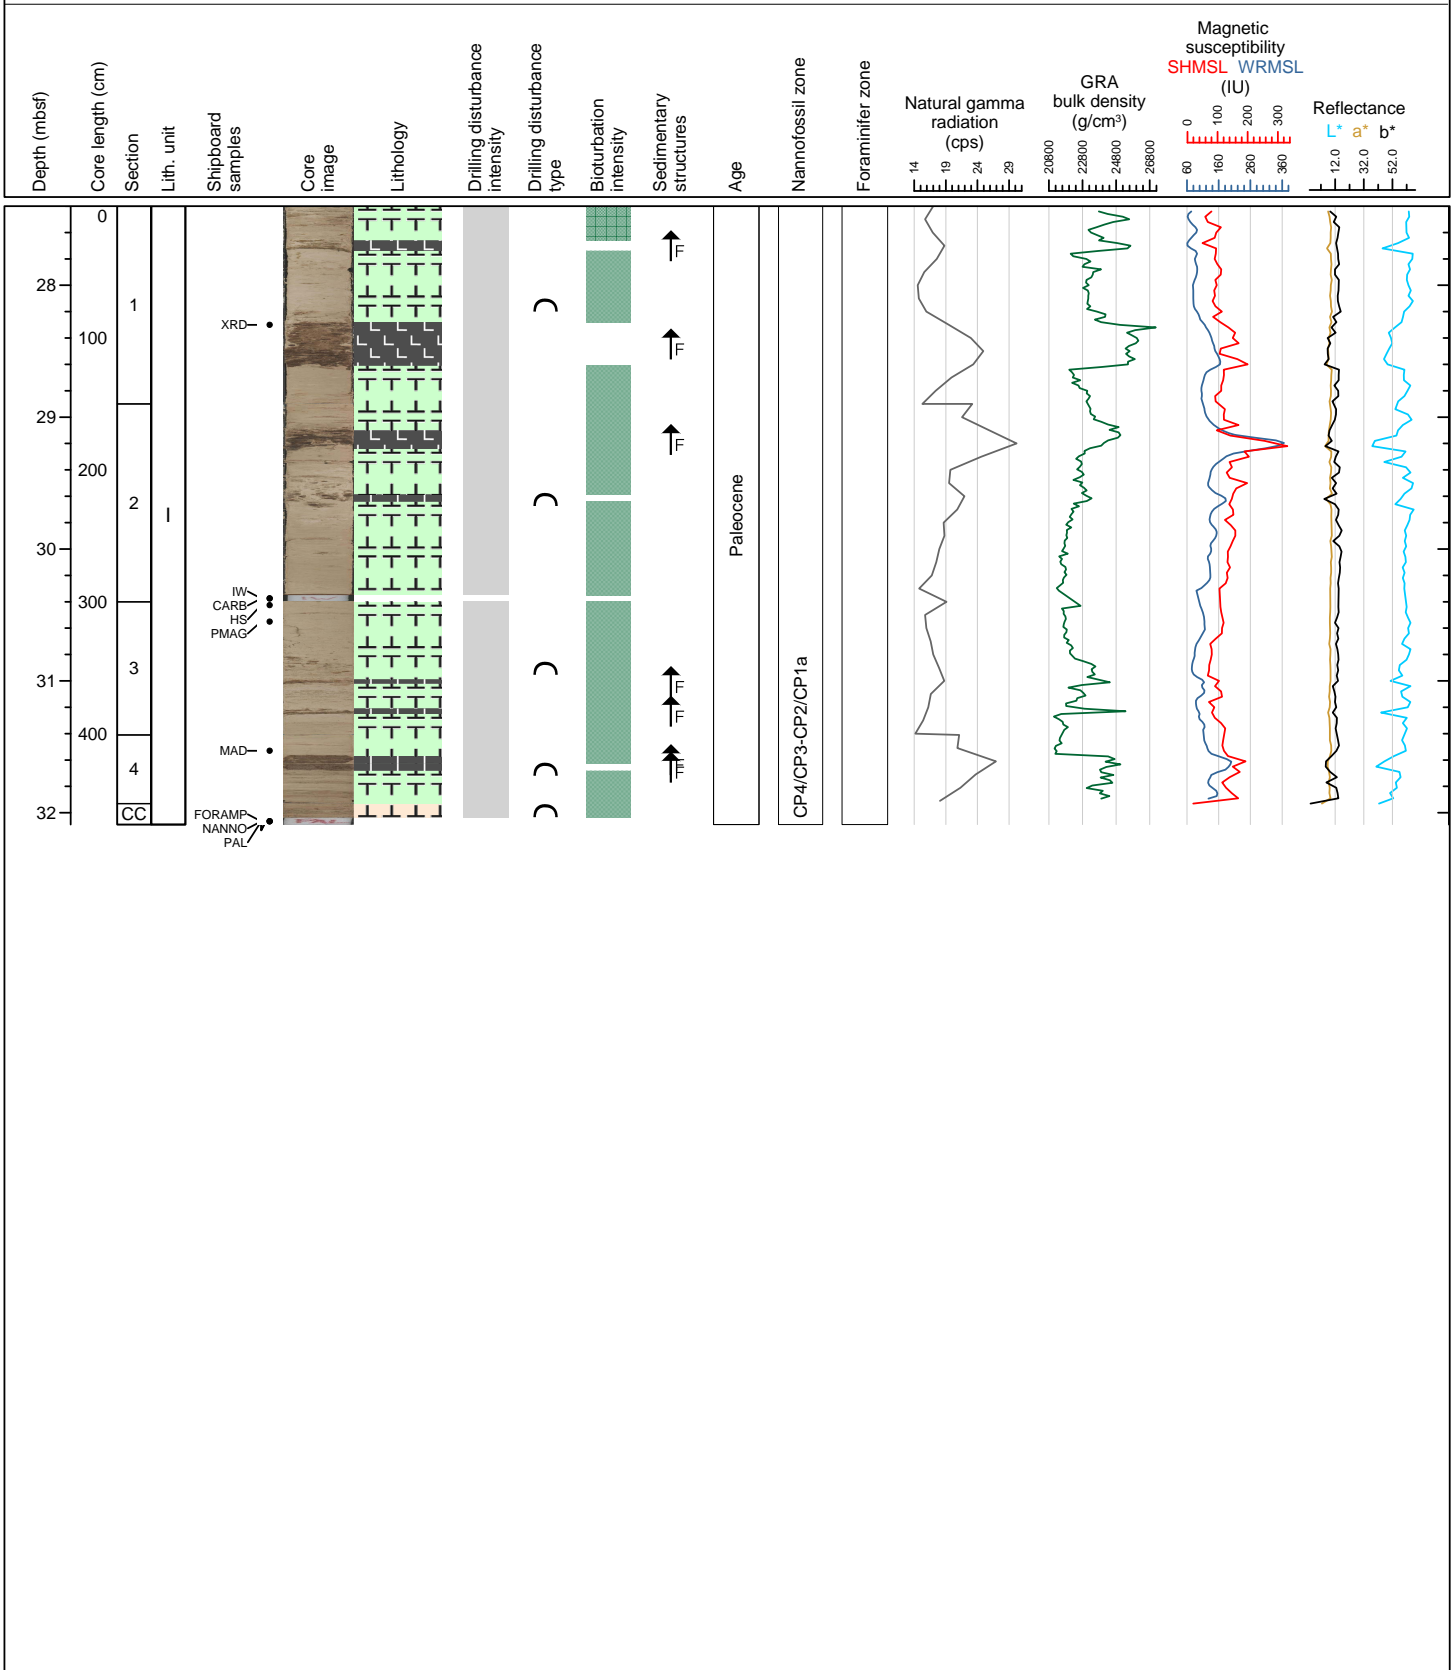 Depth (mbsf)
Core length (cm)
Section
Lith. unit
Shipboard
samples
Core
image
Lithology
Drilling disturbance
intensity
Drilling disturbance
type
Bioturbation
intensity
Sedimentary
structures
Age
Nannofossil zone
Foraminifer zone
Natural gamma
radiation
(cps)
14 19 24 29
GRA
bulk density
(g/cm³)
20800 22800 24800 26800
Magnetic
susceptibility
SHMSL WRMSL
(IU)
0 100 200 300
60 160 260 360
Reflectance
L* a* b*
12.0 32.0 52.0
0
F
28
1
XRD
100
F
29
F
200
2
I
Paleocene
30
IW
300
CARB
HS
PMAG
3
31
F
F
CP4/CP3-CP2/CP1a
400
MAD
4
F
F
32
CC
FORAMP
NANNO
PAL